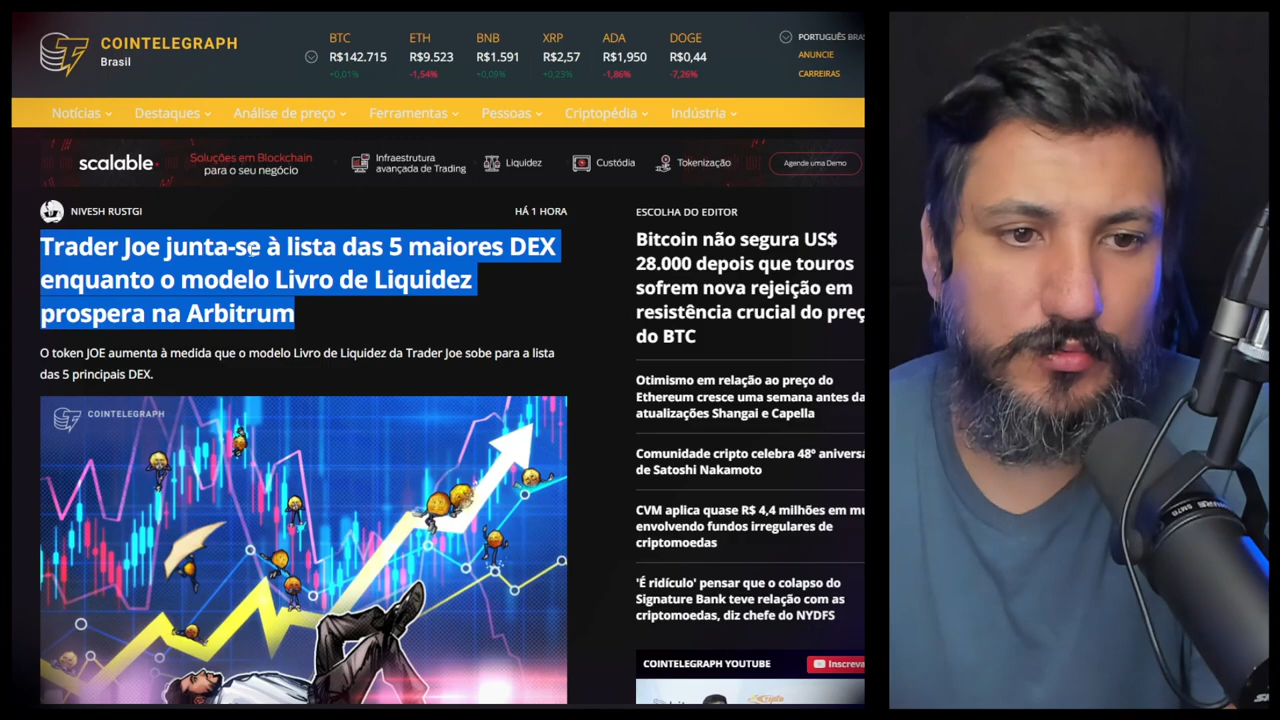 COINTELEGRAPH
Brasil
BTC
R$142.715
+0,01%
ETH
R$9.523
-1,54%
BNB
R$1.591
+0,09%
XRP
R$2,57
+0,23%
ADA
R$1,950
-1,86%
DOGE
R$0,44
-7,26%
PORTUGUÊS BRAS
ANUNCIE
CARREIRAS
Notícias
Destaques
Análise de preço
Ferramentas
Pessoas
Criptopédia
Indústria
scalable
Soluções em Blockchain
para o seu negócio
Infraestrutura
avançada de Trading
Liquidez
Custódia
Tokenização
Agende uma Demo
NIVESH RUSTGI
HÁ 1 HORA
Trader Joe junta-se à lista das 5 maiores DEX
enquanto o modelo Livro de Liquidez
prospera na Arbitrum
O token JOE aumenta à medida que o modelo Livro de Liquidez da Trader Joe sobe para a lista
das 5 principais DEX.
COINTELEGRAPH
ESCOLHA DO EDITOR
Bitcoin não segura US$
28.000 depois que touros
sofrem nova rejeição em
resistência crucial do preç
do BTC
Otimismo em relação ao preço do
Ethereum cresce uma semana antes da
atualizações Shangai e Capella
Comunidade cripto celebra 48º aniversá
de Satoshi Nakamoto
CVM aplica quase R$ 4,4 milhões em mu
envolvendo fundos irregulares de
criptomoedas
'É ridículo' pensar que o colapso do
Signature Bank teve relação com as
criptomoedas, diz chefe do NYDFS
COINTELEGRAPH YOUTUBE
Inscreva
SM7B